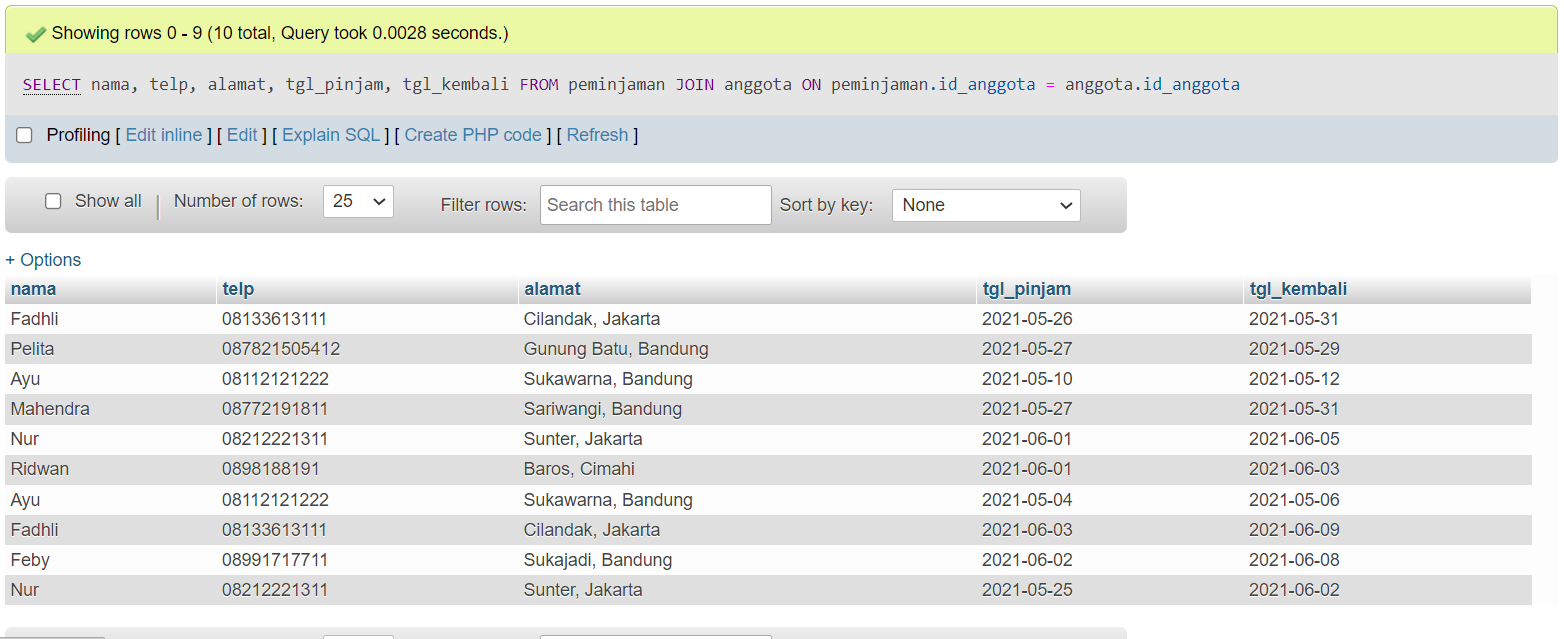 Showing rows 0 - 9 (10 total, Query took 0.0028 seconds.)
SELECT nama, telp, alamat, tgl_pinjam, tgl_kembali FROM peminjaman JOIN anggota ON peminjaman.id_anggota = anggota.id_anggota
Profiling [ Edit inline ] [ Edit ] [ Explain SQL ] [ Create PHP code ] [ Refresh ]
Show all | Number of rows: 25 Filter rows: Search this table Sort by key: None
+ Options
nama telp alamat tgl_pinjam tgl_kembali
Fadhli 08133613111 Cilandak, Jakarta 2021-05-26 2021-05-31
Pelita 087821505412 Gunung Batu, Bandung 2021-05-27 2021-05-29
Ayu 08112121222 Sukawarna, Bandung 2021-05-10 2021-05-12
Mahendra 08772191811 Sariwangi, Bandung 2021-05-27 2021-05-31
Nur 08212221311 Sunter, Jakarta 2021-06-01 2021-06-05
Ridwan 0898188191 Baros, Cimahi 2021-06-01 2021-06-03
Ayu 08112121222 Sukawarna, Bandung 2021-05-04 2021-05-06
Fadhli 08133613111 Cilandak, Jakarta 2021-06-03 2021-06-09
Feby 08991717711 Sukajadi, Bandung 2021-06-02 2021-06-08
Nur 08212221311 Sunter, Jakarta 2021-05-25 2021-06-02